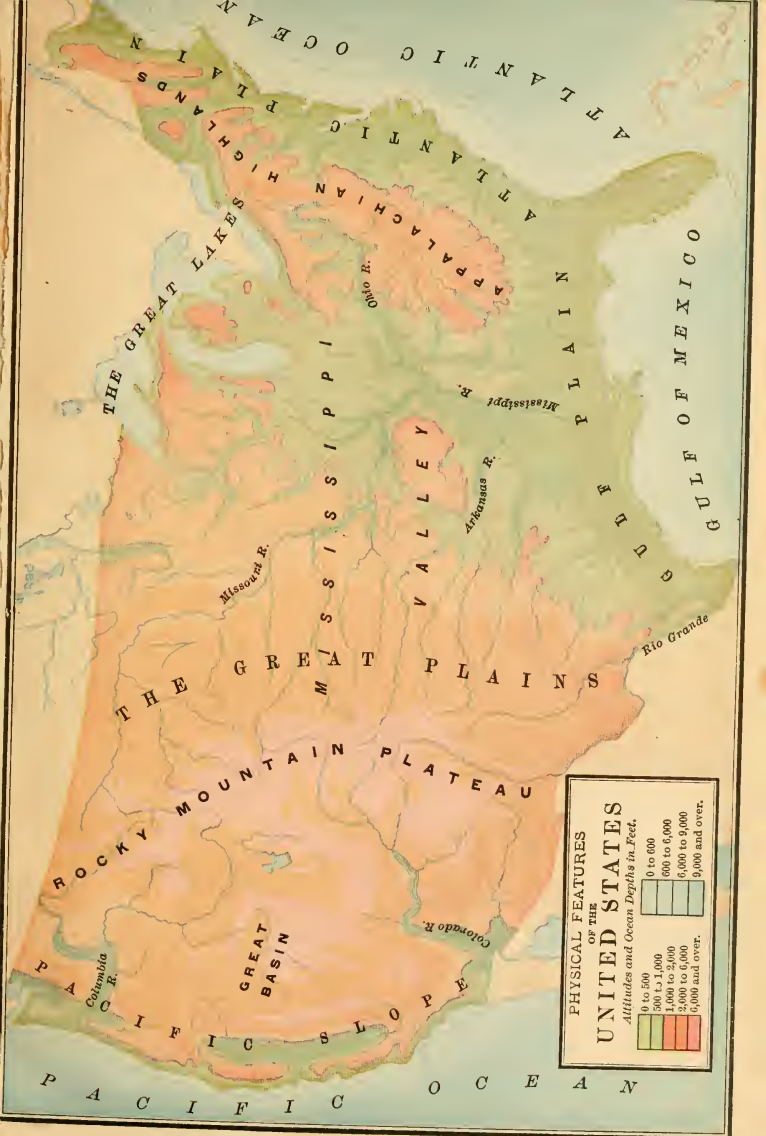 ATLANTIC OCEAN
ATLANTIC PLAIN
APPALACHIAN HIGHLANDS
THE GREAT LAKES
Ohio R.
Mississippi R.
GULF PLAIN
GULF OF MEXICO
Arkansas R.
MISSISSIPPI
VALLEY
Missouri R.
THE GREAT PLAINS
Rio Grande
ROCKY MOUNTAIN PLATEAU
GREAT
BASIN
Colorado R.
Columbia
R.
PACIFIC SLOPE
PACIFIC OCEAN
PHYSICAL FEATURES
OF THE
UNITED STATES
Altitudes and Ocean Depths in Feet.
0 to 500
500 to 1,000
1,000 to 2,000
2,000 to 6,000
6,000 and over.
0 to 600
600 to 6,000
6,000 to 9,000
9,000 and over.